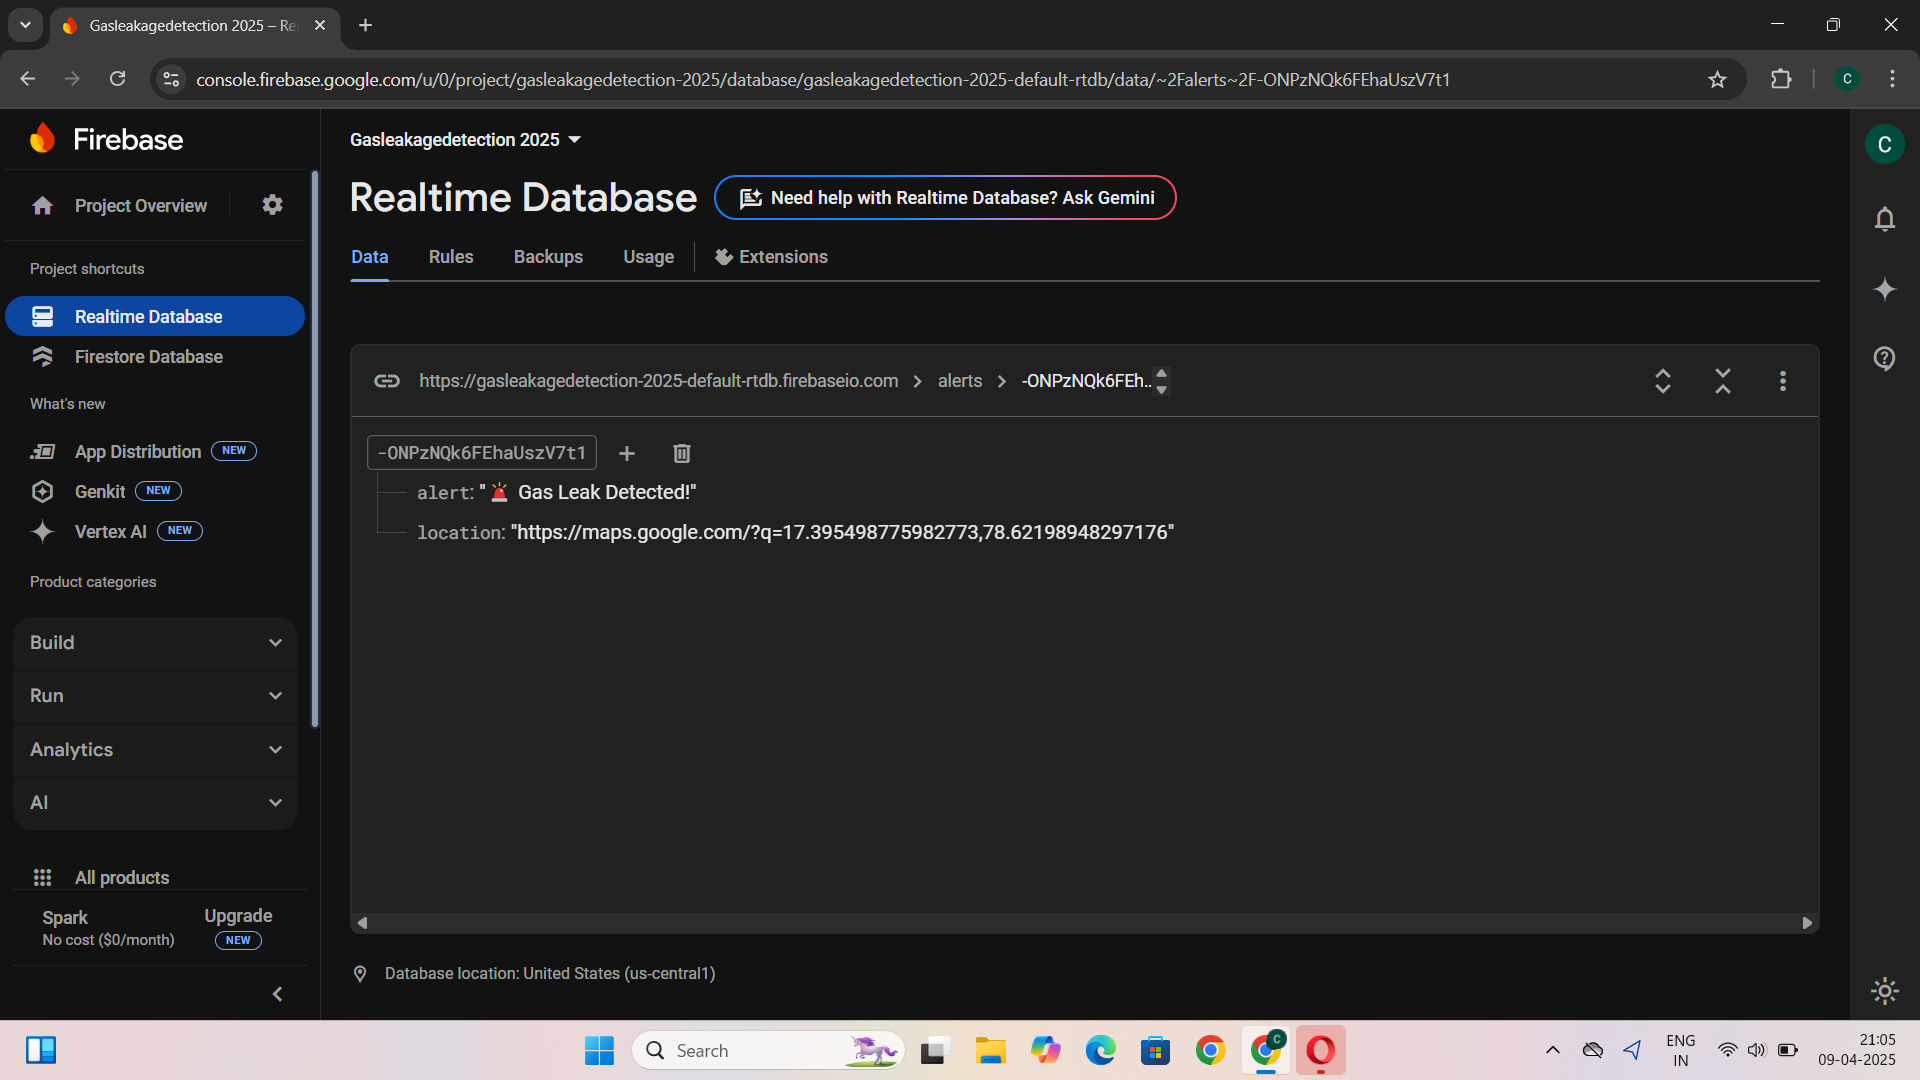 Gasleakagedetection 2025 – Re
console.firebase.google.com/u/0/project/gasleakagedetection-2025/database/gasleakagedetection-2025-default-rtdb/data/~2Falerts~2F-ONPzNQk6FEhaUszV7t1
C
Firebase
Gasleakagedetection 2025
C
Project Overview
Realtime Database
Need help with Realtime Database? Ask Gemini
Data Rules Backups Usage Extensions
Project shortcuts
Realtime Database
Firestore Database
What's new
App Distribution NEW
Genkit NEW
Vertex AI NEW
Product categories
Build
Run
Analytics
AI
All products
Spark
No cost ($0/month)
Upgrade
NEW
https://gasleakagedetection-2025-default-rtdb.firebaseio.com > alerts > -ONPzNQk6FEh..
-ONPzNQk6FEhaUszV7t1
alert: "🚨 Gas Leak Detected!"
location: "https://maps.google.com/?q=17.395498775982773,78.62198948297176"
Database location: United States (us-central1)
Search
C
ENG
IN
21:05
09-04-2025